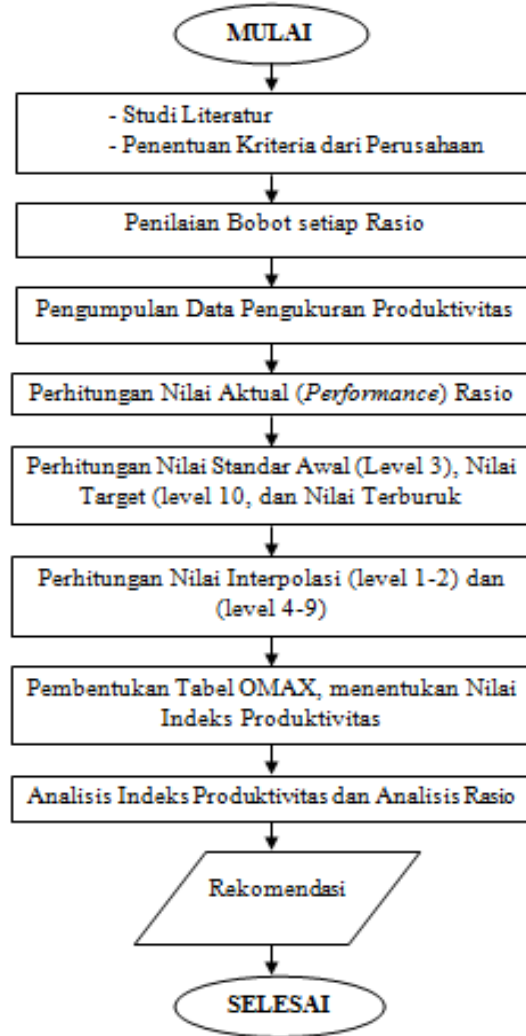 MULAI
- Studi Literatur
- Penentuan Kriteria dari Perusahaan
Penilaian Bobot setiap Rasio
Pengumpulan Data Pengukuran Produktivitas
Perhitungan Nilai Aktual (Performance) Rasio
Perhitungan Nilai Standar Awal (Level 3), Nilai
Target (level 10, dan Nilai Terburuk
Perhitungan Nilai Interpolasi (level 1-2) dan
(level 4-9)
Pembentukan Tabel OMAX, menentukan Nilai
Indeks Produktivitas
Analisis Indeks Produktivitas dan Analisis Rasio
Rekomendasi
SELESAI